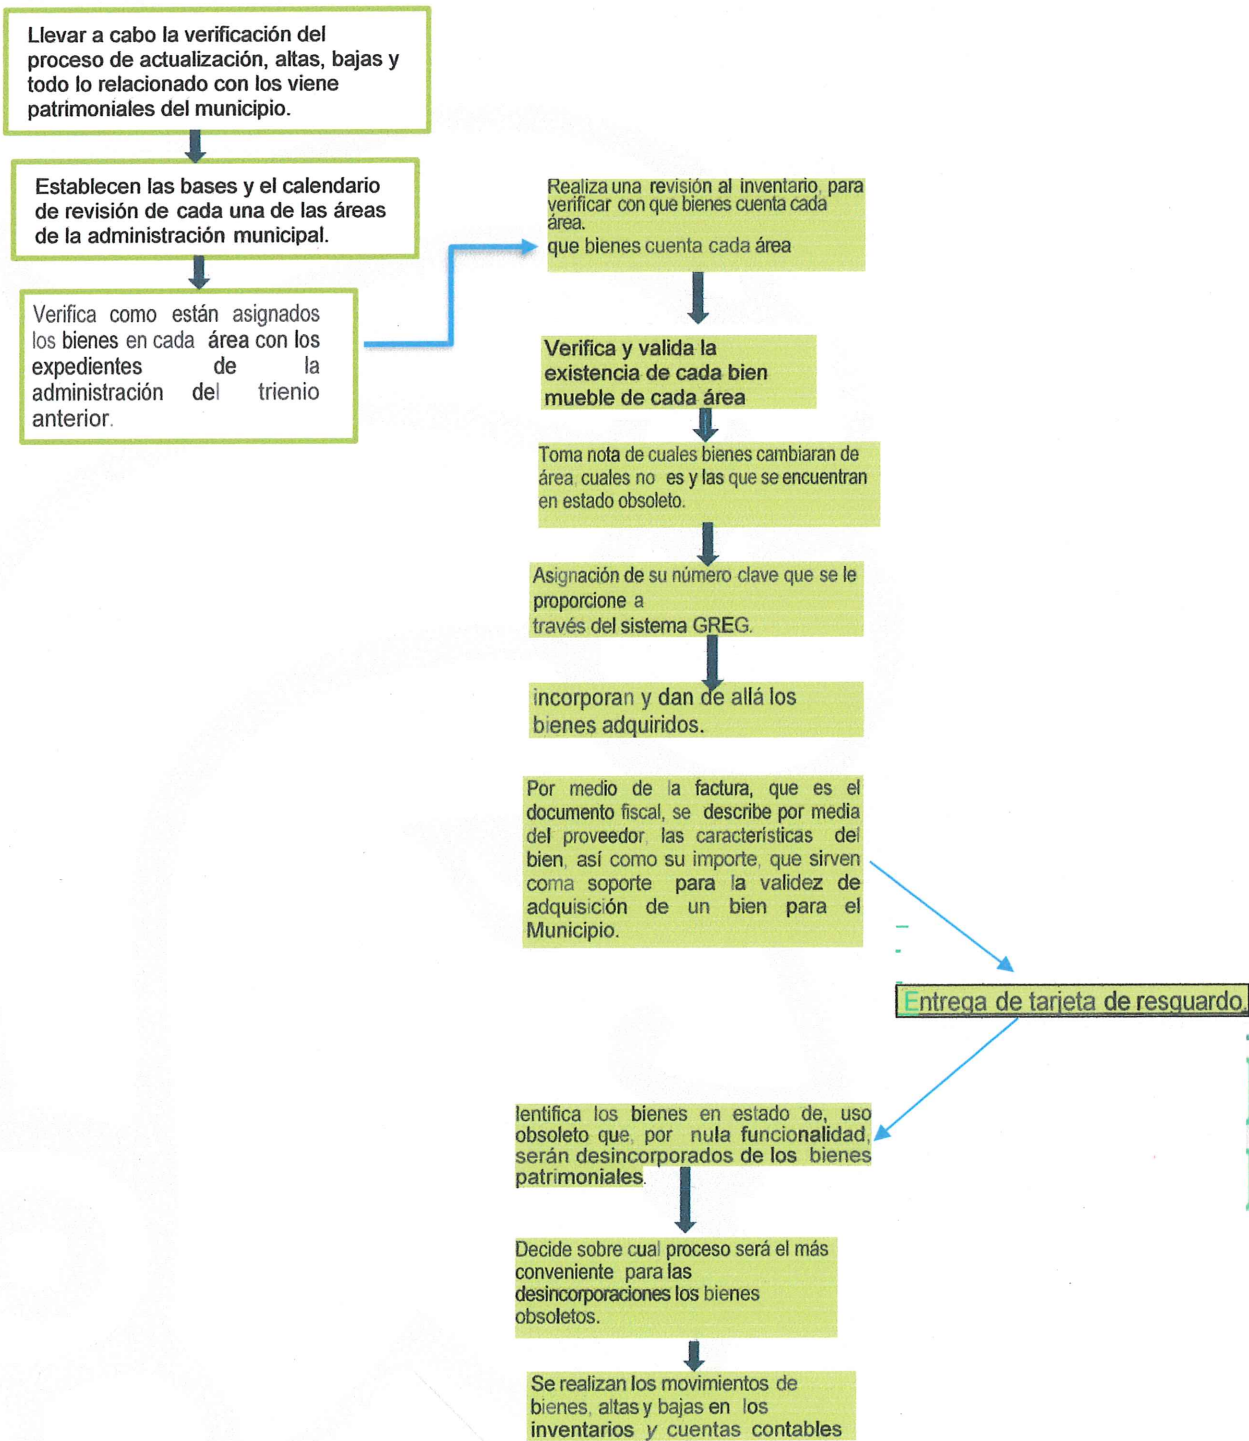 Llevar a cabo la verificación del
proceso de actualización, altas, bajas y
todo lo relacionado con los viene
patrimoniales del municipio.
Establecen las bases y el calendario
de revisión de cada una de las áreas
de la administración municipal.
Verifica como están asignados
los bienes en cada área con los
expedientes de la
administración del trienio
anterior.
Realiza una revisión al inventario, para
verificar con que bienes cuenta cada
área.
que bienes cuenta cada área
Verifica y valida la
existencia de cada bien
mueble de cada área
Toma nota de cuales bienes cambiaran de
área, cuales no es y las que se encuentran
en estado obsoleto.
Asignación de su número clave que se le
proporcione a
través del sistema GREG.
incorporan y dan de allá los
bienes adquiridos.
Por medio de la factura, que es el
documento fiscal, se describe por media
del proveedor, las características del
bien, así como su importe, que sirven
coma soporte para la validez de
adquisición de un bien para el
Municipio.
Entrega de tarjeta de resguardo.
Ientifica los bienes en estado de, uso
obsoleto que, por nula funcionalidad,
serán desincorporados de los bienes
patrimoniales.
Decide sobre cual proceso será el más
conveniente para las
desincorporaciones los bienes
obsoletos.
Se realizan los movimientos de
bienes, altas y bajas en los
inventarios y cuentas contables